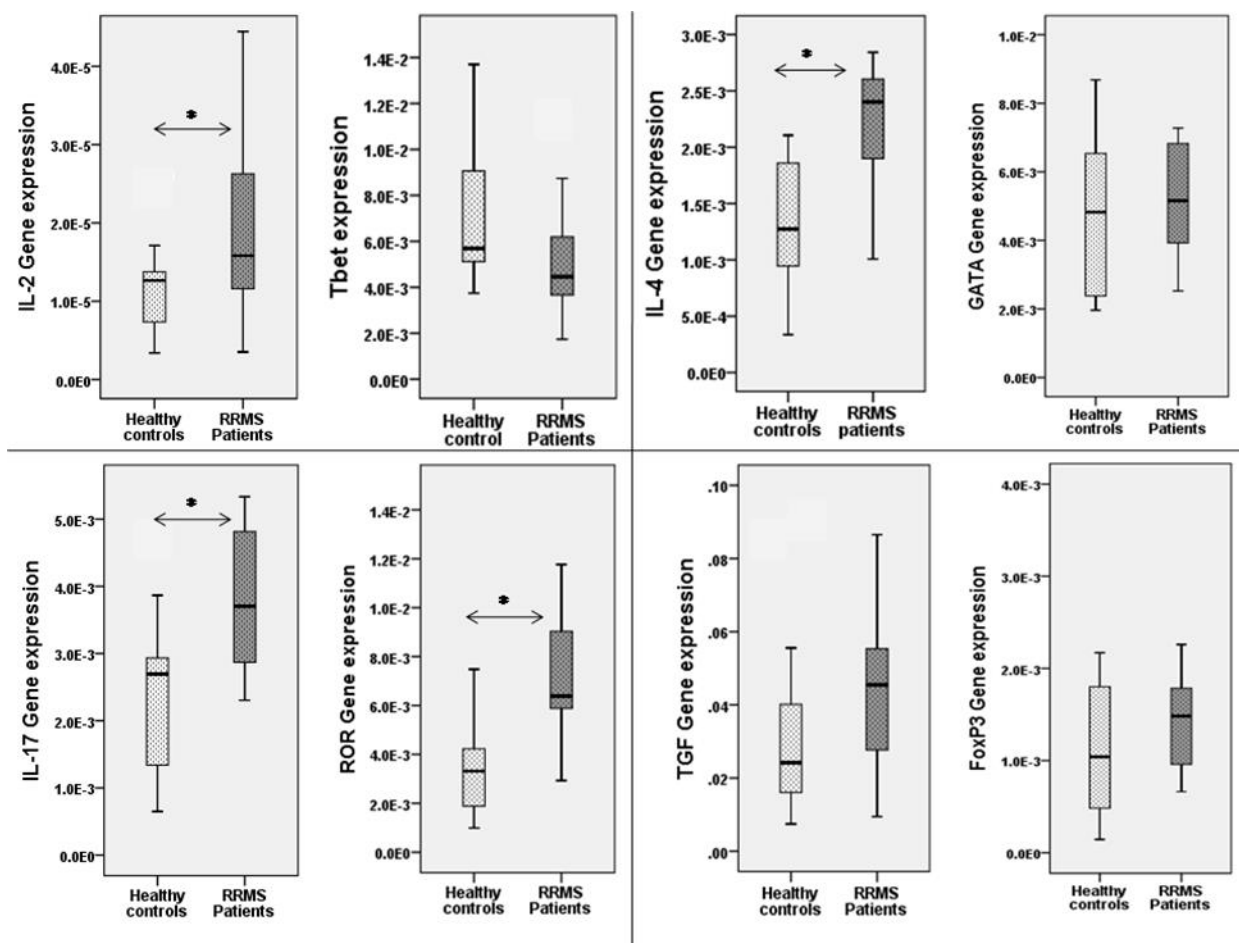 IL-2 Gene expression
4.0E-5
3.0E-5
2.0E-5
1.0E-5
0.0E0
*
Healthy
controls
RRMS
Patients
Tbet expression
1.4E-2
1.2E-2
1.0E-2
8.0E-3
6.0E-3
4.0E-3
2.0E-3
0.0E0
Healthy
control
RRMS
Patients
IL-4 Gene expression
3.0E-3
2.5E-3
2.0E-3
1.5E-3
1.0E-3
5.0E-4
0.0E0
*
Healthy
controls
RRMS
patients
GATA Gene expression
1.0E-2
8.0E-3
6.0E-3
4.0E-3
2.0E-3
0.0E0
Healthy
controls
RRMS
Patients
IL-17 Gene expression
5.0E-3
4.0E-3
3.0E-3
2.0E-3
1.0E-3
0.0E0
*
Healthy
controls
RRMS
Patients
ROR Gene expression
1.4E-2
1.2E-2
1.0E-2
8.0E-3
6.0E-3
4.0E-3
2.0E-3
0.0E0
*
Healthy
controls
RRMS
Patients
TGF Gene expression
.10
.08
.06
.04
.02
.00
Healthy
controls
RRMS
Patients
FoxP3 Gene expression
4.0E-3
3.0E-3
2.0E-3
1.0E-3
0.0E0
Healthy
controls
RRMS
Patients